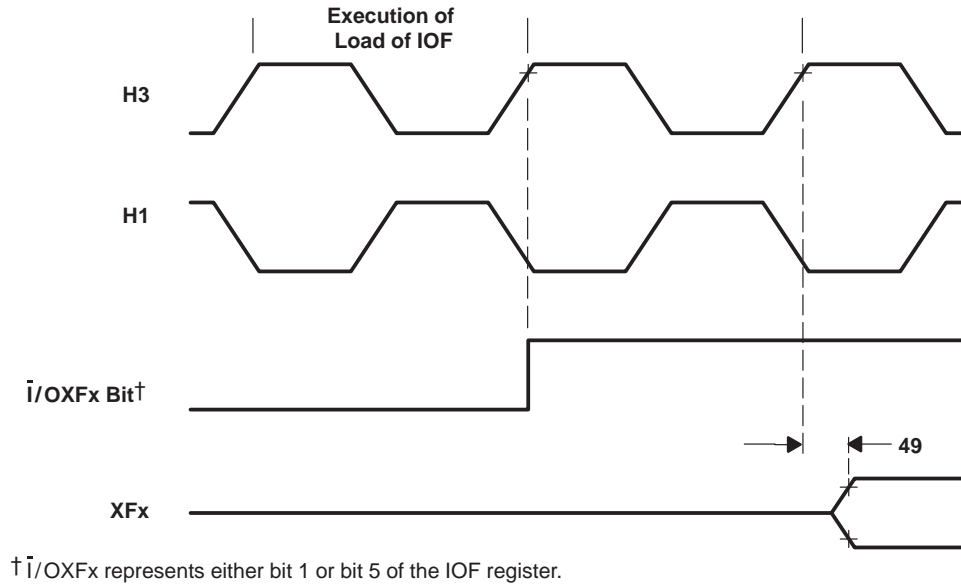 Execution of
Load of IOF
H3
H1
Ī/OXFx Bit†
49
XFx
†Ī/OXFx represents either bit 1 or bit 5 of the IOF register.